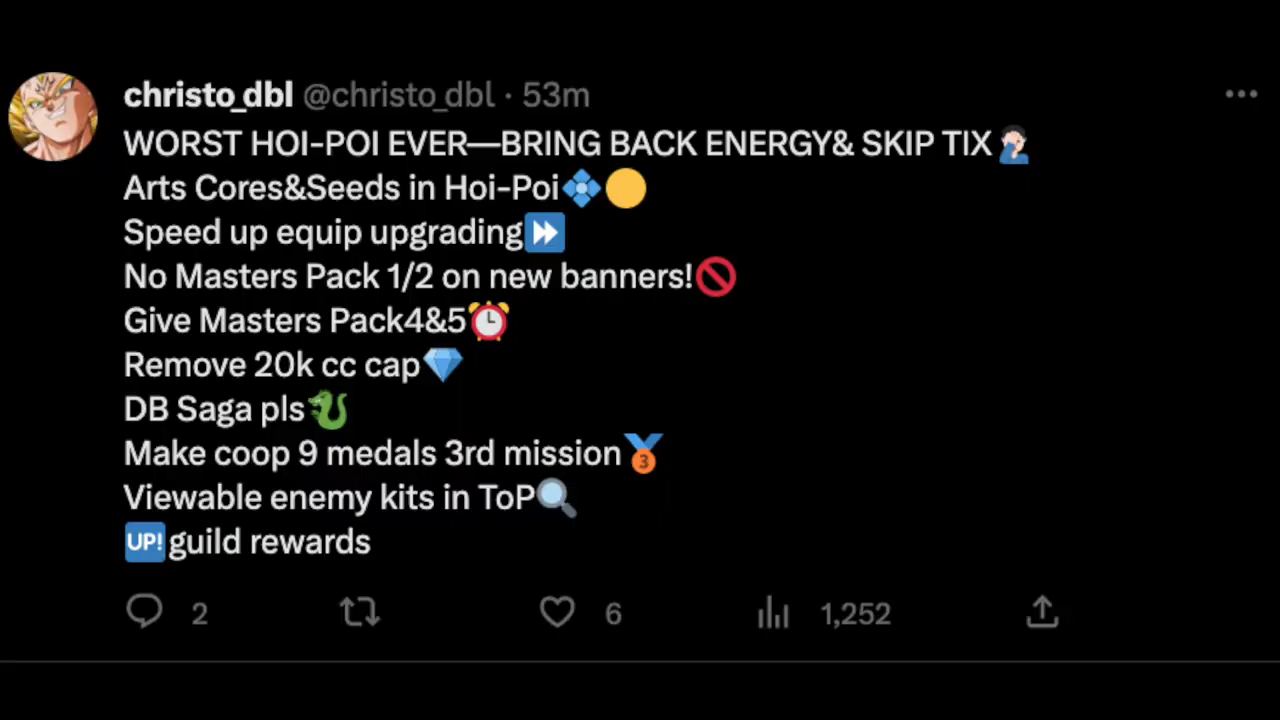 christo_dbl @christo_dbl · 53m
WORST HOI-POI EVER—BRING BACK ENERGY& SKIP TIX🤦🏻‍♂️
Arts Cores&Seeds in Hoi-Poi💠🟡
Speed up equip upgrading⏩
No Masters Pack 1/2 on new banners!🚫
Give Masters Pack4&5⏰
Remove 20k cc cap💎
DB Saga pls🐉
Make coop 9 medals 3rd mission🥉
Viewable enemy kits in ToP🔍
🆙guild rewards
2 6 1,252